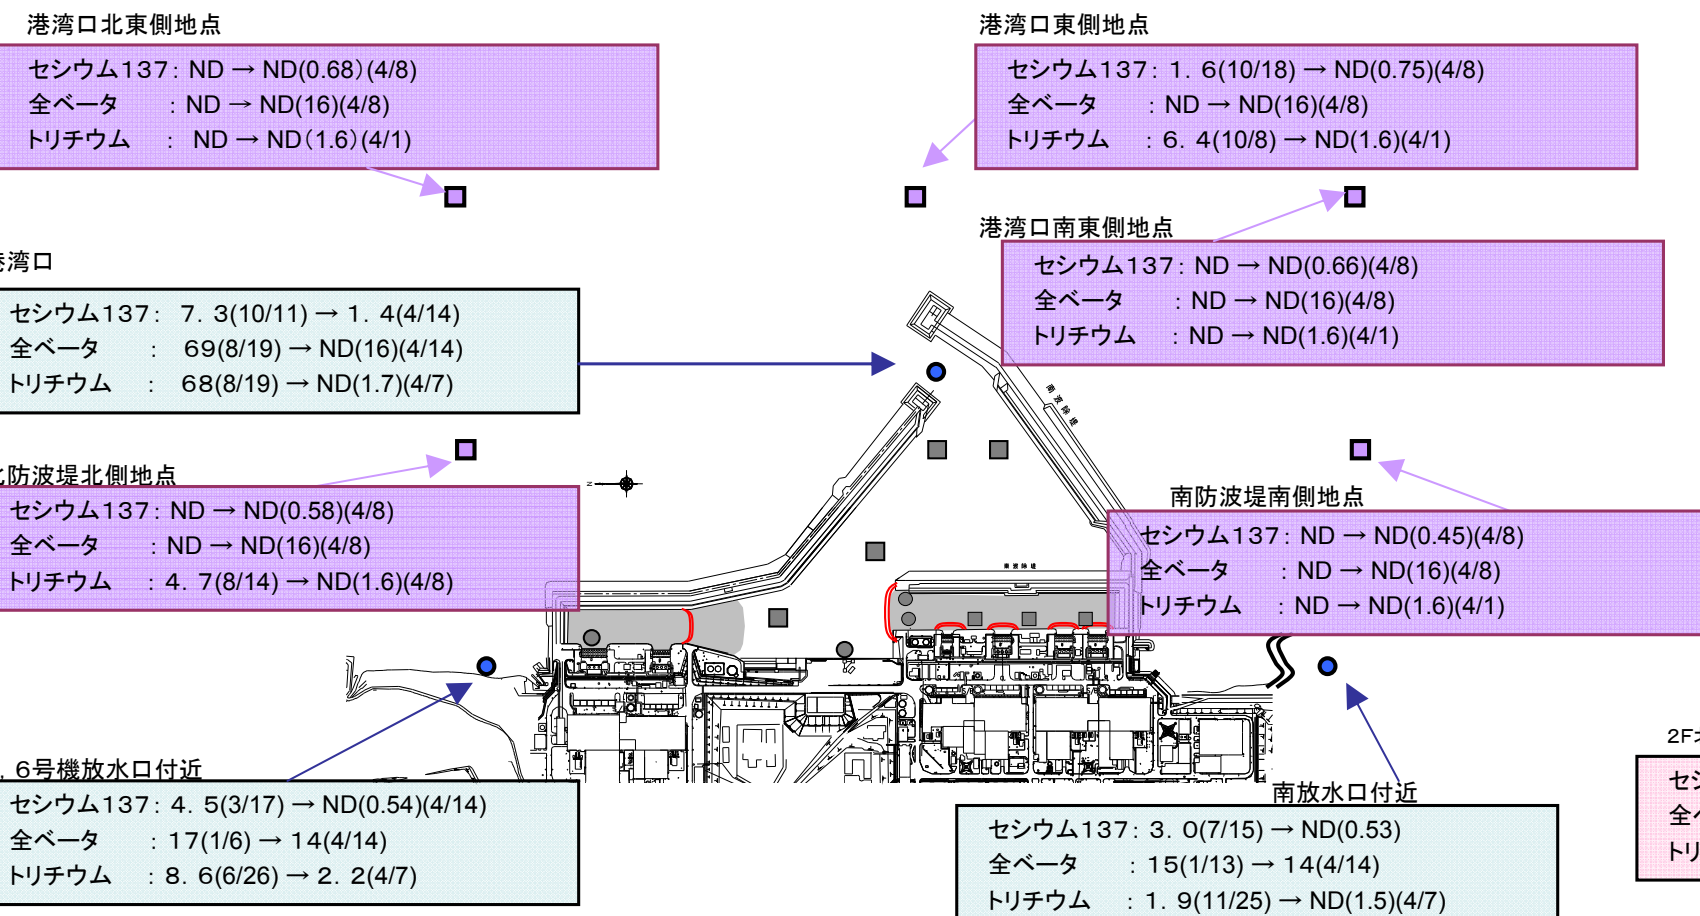 港湾口北東側地点
セシウム137: ND → ND(0.68)(4/8)
全ベータ : ND → ND(16)(4/8)
トリチウム : ND → ND(1.6)(4/1)
港湾口東側地点
セシウム137: 1. 6(10/18) → ND(0.75)(4/8)
全ベータ : ND → ND(16)(4/8)
トリチウム : 6. 4(10/8) → ND(1.6)(4/1)
港湾口南東側地点
セシウム137: ND → ND(0.66)(4/8)
全ベータ : ND → ND(16)(4/8)
トリチウム : ND → ND(1.6)(4/1)
港湾口
セシウム137: 7. 3(10/11) → 1. 4(4/14)
全ベータ : 69(8/19) → ND(16)(4/14)
トリチウム : 68(8/19) → ND(1.7)(4/7)
南波除堤
北防波堤北側地点
セシウム137: ND → ND(0.58)(4/8)
全ベータ : ND → ND(16)(4/8)
トリチウム : 4. 7(8/14) → ND(1.6)(4/8)
N
南防波堤南側地点
セシウム137: ND → ND(0.45)(4/8)
全ベータ : ND → ND(16)(4/8)
トリチウム : ND → ND(1.6)(4/1)
東波除堤
6号機放水口付近
セシウム137: 4. 5(3/17) → ND(0.54)(4/14)
全ベータ : 17(1/6) → 14(4/14)
トリチウム : 8. 6(6/26) → 2. 2(4/7)
南放水口付近
セシウム137: 3. 0(7/15) → ND(0.53)
全ベータ : 15(1/13) → 14(4/14)
トリチウム : 1. 9(11/25) → ND(1.5)(4/7)
2F
セシ
全ベ
トリ